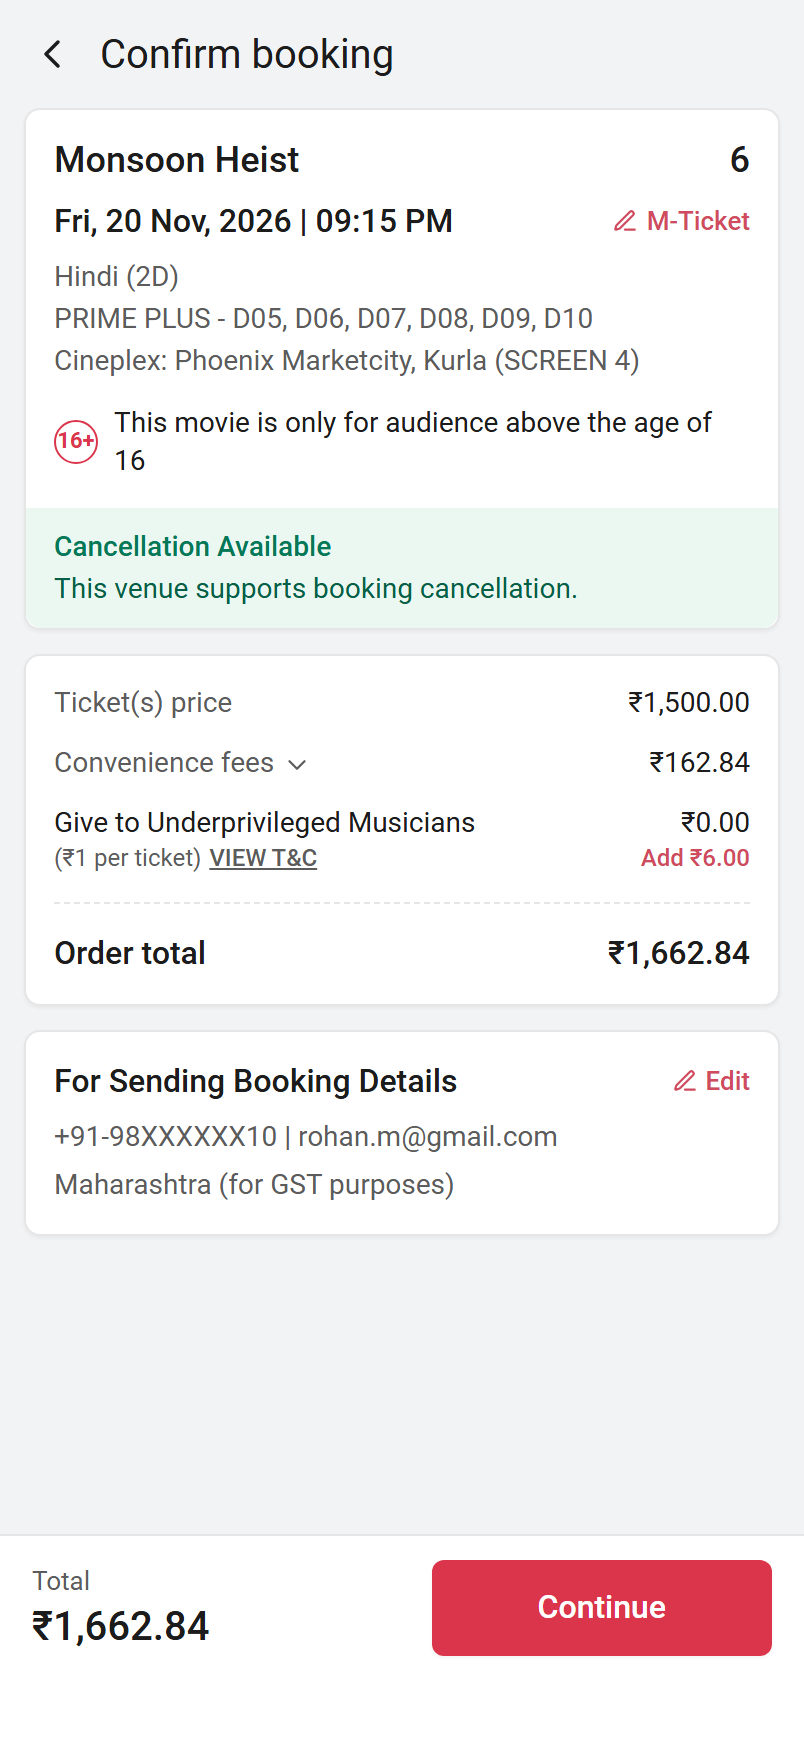 Confirm booking
Monsoon Heist 6
Fri, 20 Nov, 2026 | 09:15 PM M-Ticket
Hindi (2D)
PRIME PLUS - D05, D06, D07, D08, D09, D10
Cineplex: Phoenix Marketcity, Kurla (SCREEN 4)
16+ This movie is only for audience above the age of
16
Cancellation Available
This venue supports booking cancellation.
Ticket(s) price ₹1,500.00
Convenience fees ₹162.84
Give to Underprivileged Musicians ₹0.00
(₹1 per ticket) VIEW T&C Add ₹6.00
Order total ₹1,662.84
For Sending Booking Details Edit
+91-98XXXXXX10 | rohan.m@gmail.com
Maharashtra (for GST purposes)
Total
₹1,662.84
Continue